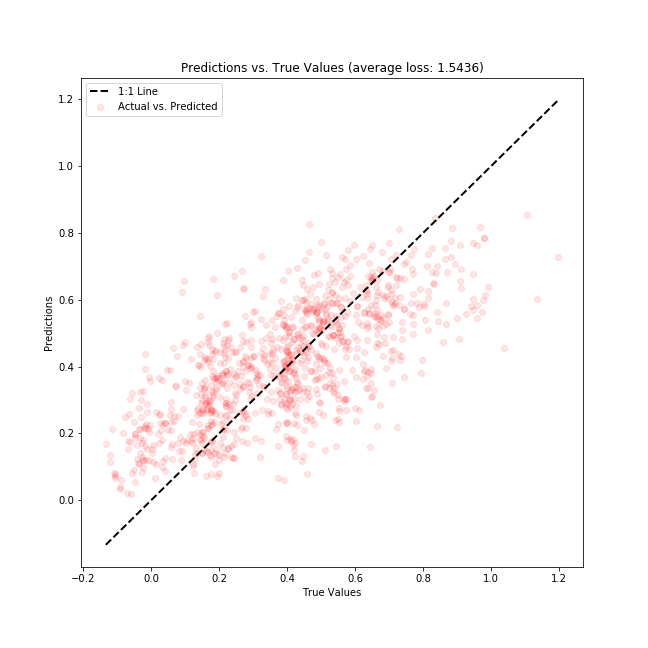 Predictions vs. True Values (average loss: 1.5436)
1:1 Line
Actual vs. Predicted
1.2
1.0
0.8
0.6
0.4
0.2
0.0
Predictions
−0.2 0.0 0.2 0.4 0.6 0.8 1.0 1.2
True Values